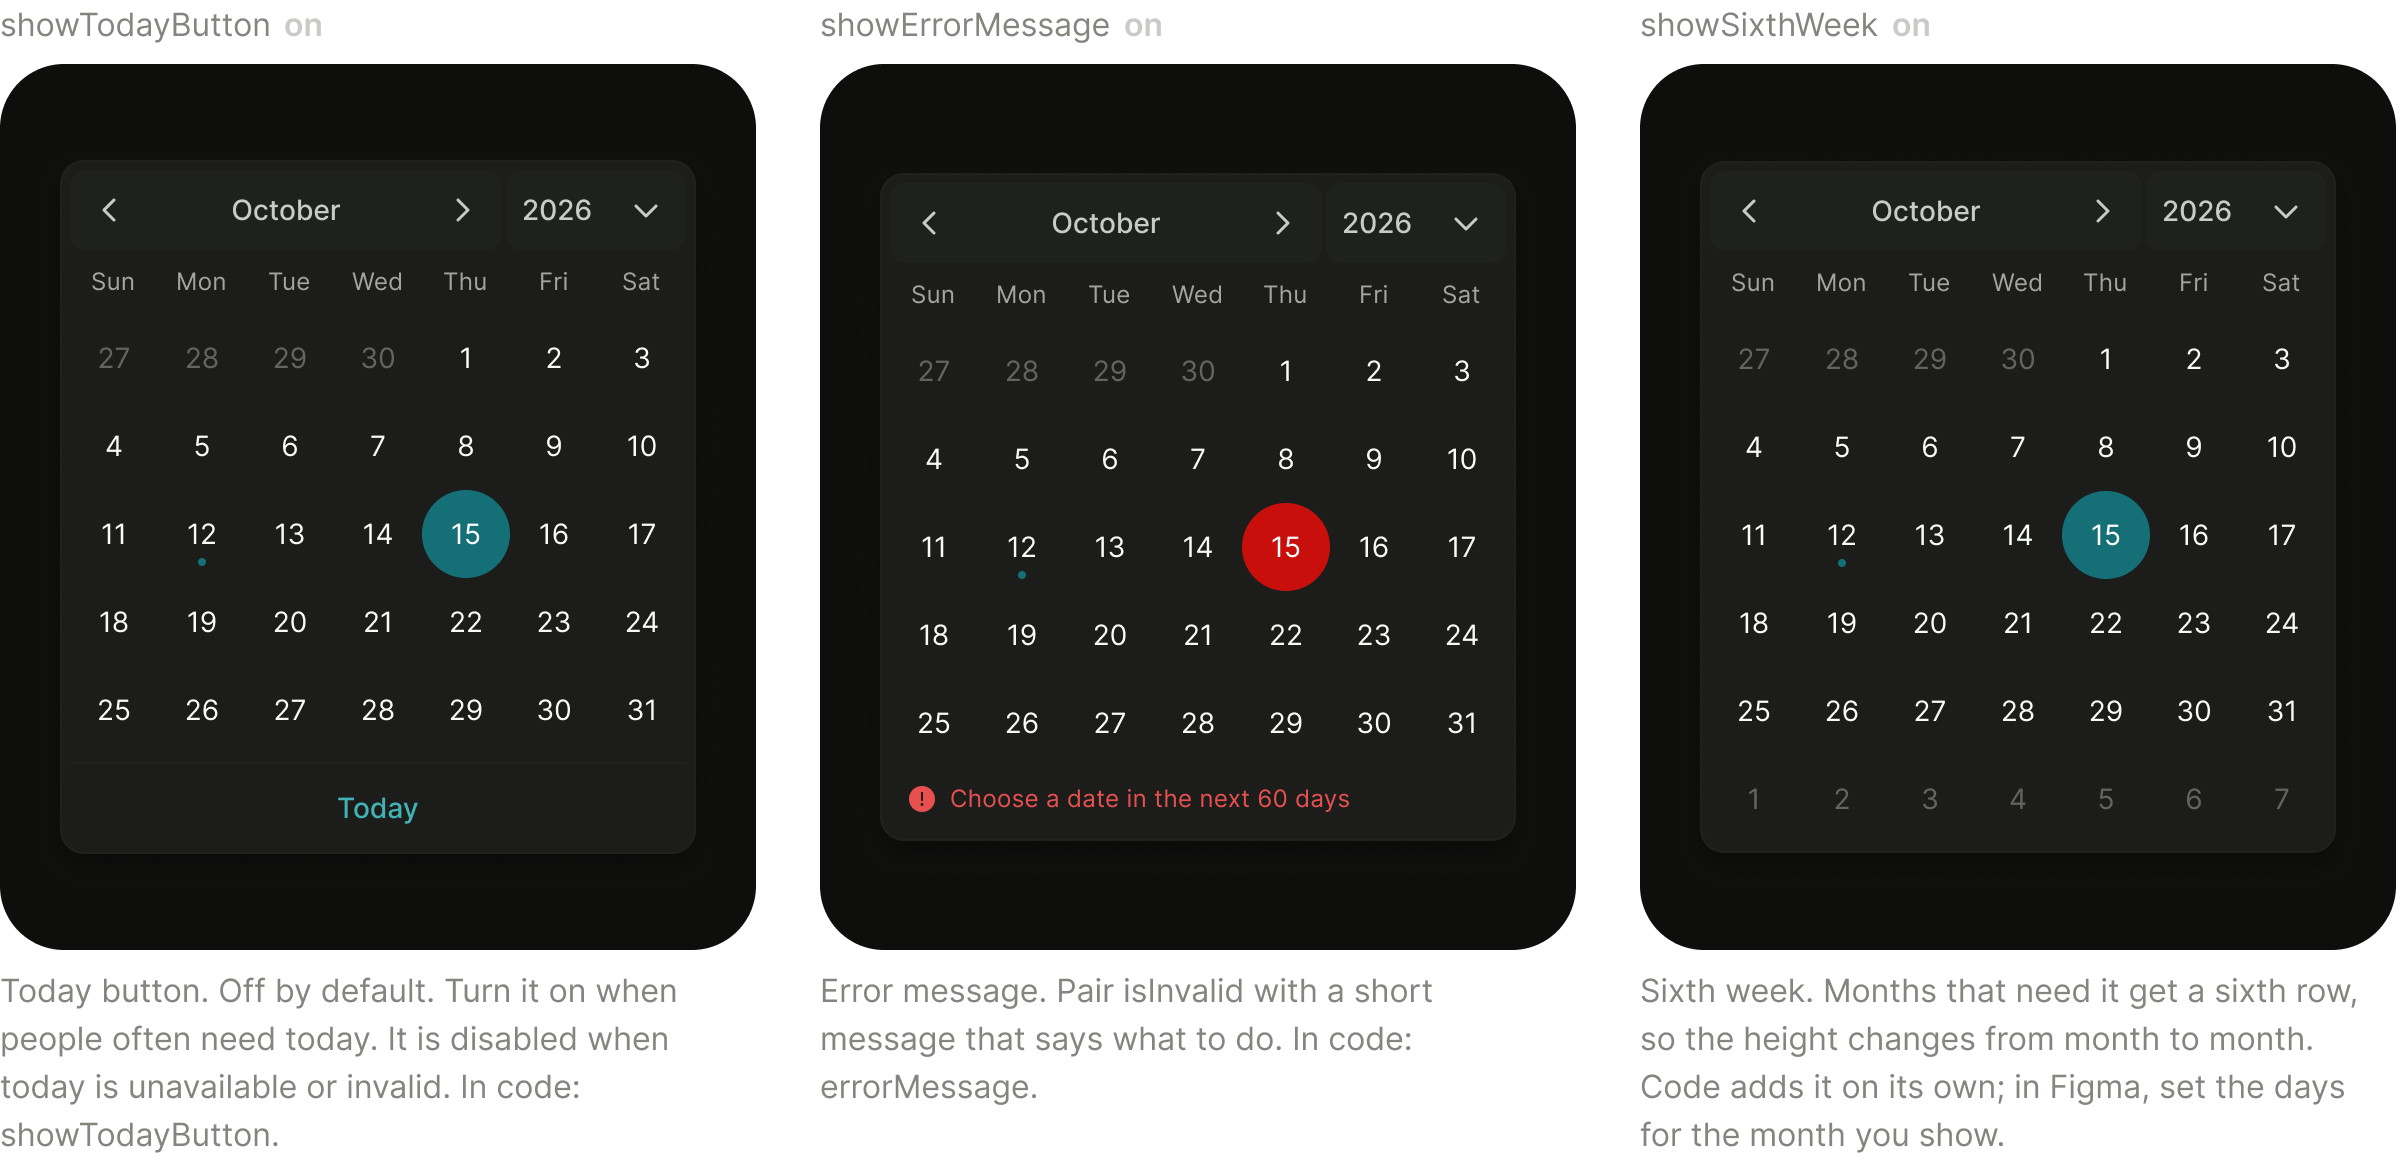 showTodayButton on
October 2026
Sun Mon Tue Wed Thu Fri Sat
27 28 29 30 1 2 3
4 5 6 7 8 9 10
11 12 13 14 15 16 17
18 19 20 21 22 23 24
25 26 27 28 29 30 31
Today
Today button. Off by default. Turn it on when
people often need today. It is disabled when
today is unavailable or invalid. In code:
showTodayButton.
showErrorMessage on
October 2026
Sun Mon Tue Wed Thu Fri Sat
27 28 29 30 1 2 3
4 5 6 7 8 9 10
11 12 13 14 15 16 17
18 19 20 21 22 23 24
25 26 27 28 29 30 31
Choose a date in the next 60 days
Error message. Pair isInvalid with a short
message that says what to do. In code:
errorMessage.
showSixthWeek on
October 2026
Sun Mon Tue Wed Thu Fri Sat
27 28 29 30 1 2 3
4 5 6 7 8 9 10
11 12 13 14 15 16 17
18 19 20 21 22 23 24
25 26 27 28 29 30 31
1 2 3 4 5 6 7
Sixth week. Months that need it get a sixth row,
so the height changes from month to month.
Code adds it on its own; in Figma, set the days
for the month you show.